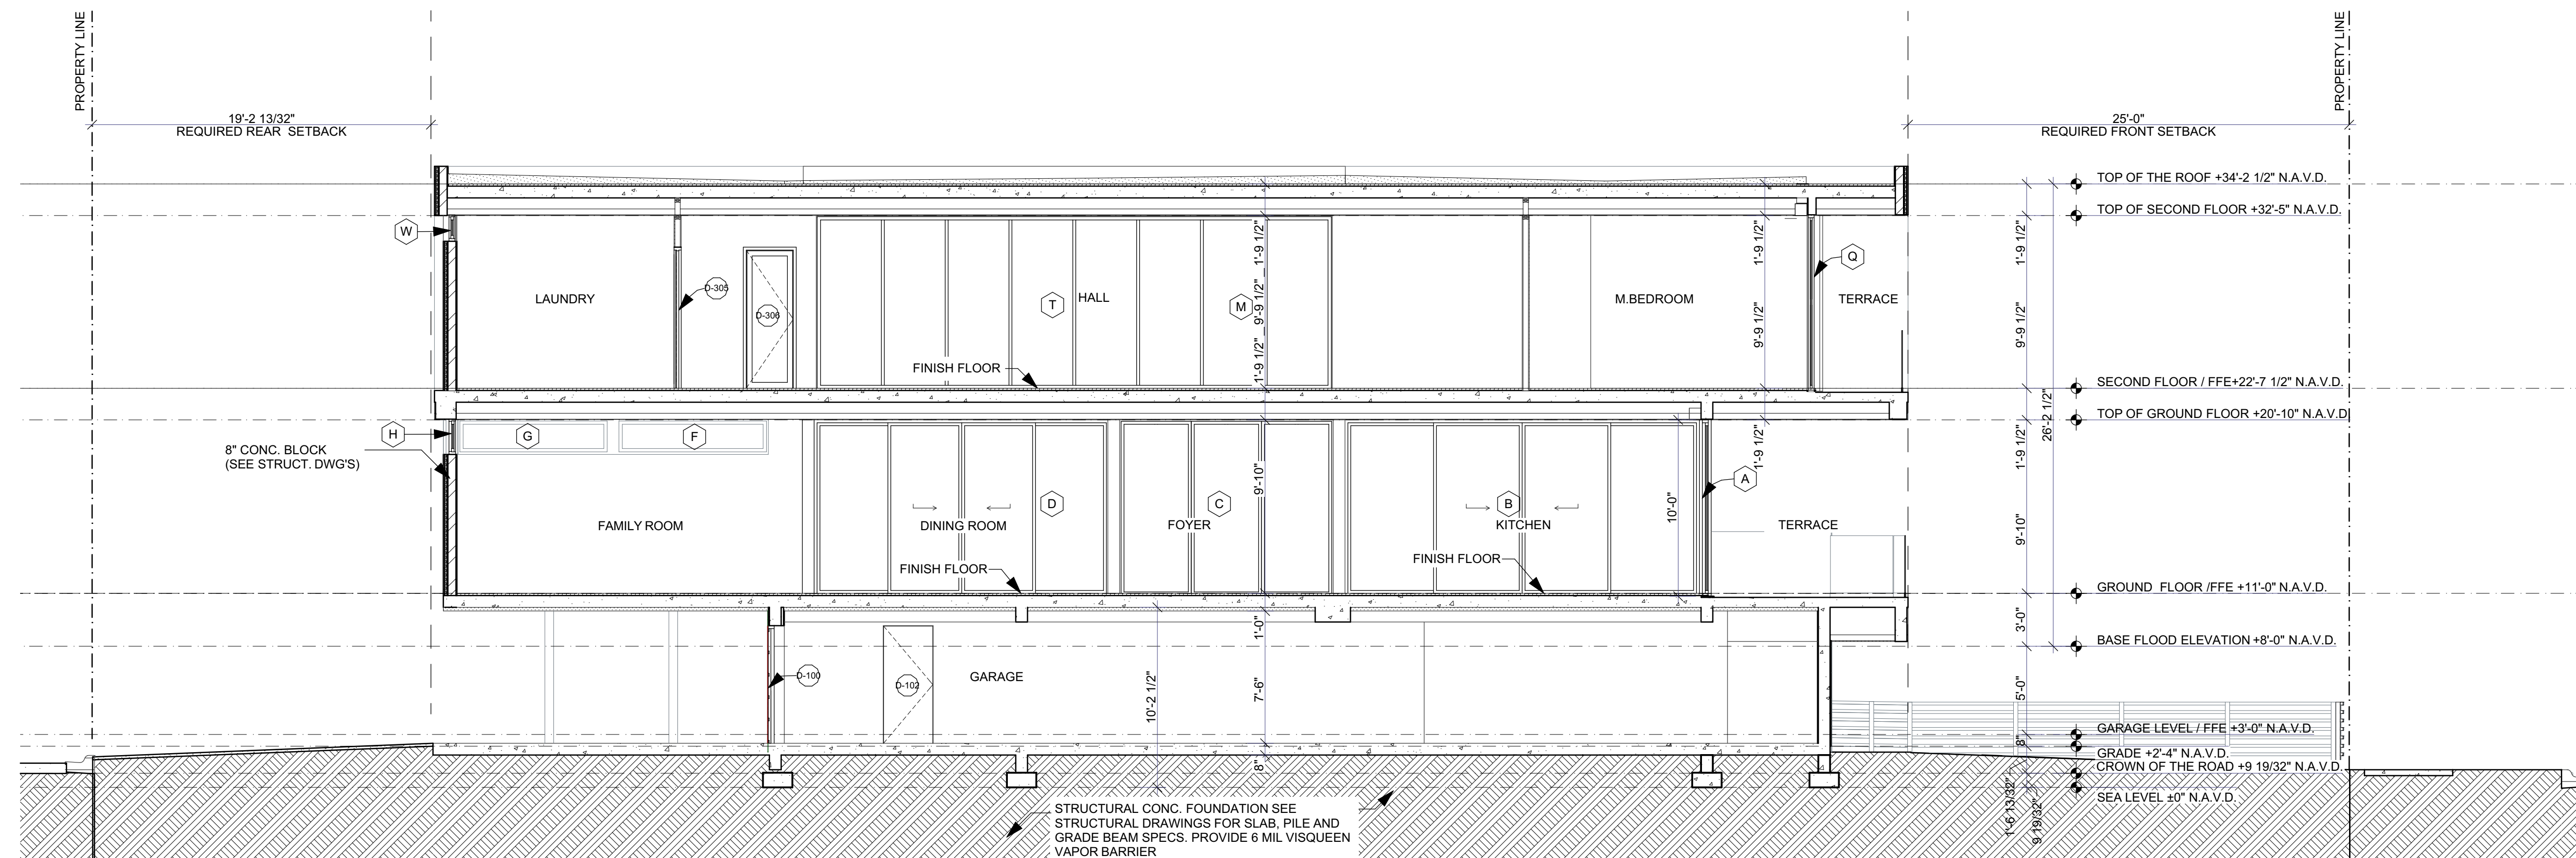 PROPERTY LINE
PROPERTY LINE
19'-2 13/32"
REQUIRED REAR SETBACK
25'-0"
REQUIRED FRONT SETBACK
TOP OF THE ROOF +34'-2 1/2" N.A.V.D.
TOP OF SECOND FLOOR +32'-5" N.A.V.D.
W
1'-9 1/2"
1'-9 1/2"
1'-9 1/2"
Q
LAUNDRY
D-305
D-306
T
HALL
M
9'-9 1/2"
M.BEDROOM
TERRACE
9'-9 1/2"
9'-9 1/2"
FINISH FLOOR
1'-9 1/2"
SECOND FLOOR / FFE+22'-7 1/2" N.A.V.D.
TOP OF GROUND FLOOR +20'-10" N.A.V.D
26'-2 1/2"
H
G
F
1'-9 1/2"
1'-9 1/2"
8" CONC. BLOCK
(SEE STRUCT. DWG'S)
A
9'-10"
10'-0"
D
C
B
FAMILY ROOM
DINING ROOM
FOYER
KITCHEN
TERRACE
9'-10"
FINISH FLOOR
FINISH FLOOR
GROUND FLOOR /FFE +11'-0" N.A.V.D.
1'-0"
3'-0"
BASE FLOOD ELEVATION +8'-0" N.A.V.D.
D-100
D-102
GARAGE
10'-2 1/2"
7'-6"
5'-0"
GARAGE LEVEL / FFE +3'-0" N.A.V.D.
8"
8"
GRADE +2'-4" N.A.V.D.
CROWN OF THE ROAD +9 19/32" N.A.V.D.
SEA LEVEL ±0" N.A.V.D.
1'-6 13/32"
9 19/32"
STRUCTURAL CONC. FOUNDATION SEE
STRUCTURAL DRAWINGS FOR SLAB, PILE AND
GRADE BEAM SPECS. PROVIDE 6 MIL VISQUEEN
VAPOR BARRIER